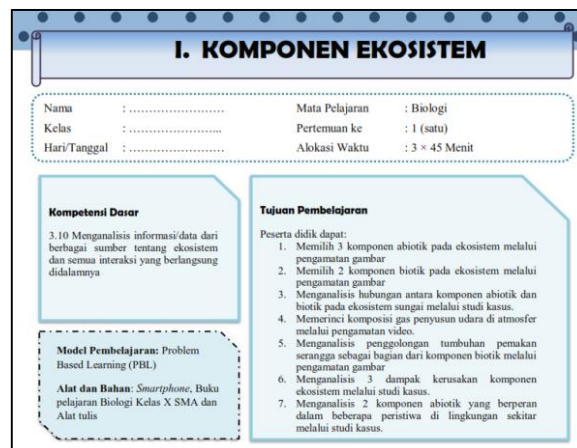 I. KOMPONEN EKOSISTEM
Nama : ........................
Mata Pelajaran : Biologi
Kelas : ........................
Pertemuan ke : 1 (satu)
Hari/Tanggal : ........................
Alokasi Waktu : 3 × 45 Menit
Kompetensi Dasar
3.10 Menganalisis informasi/data dari
berbagai sumber tentang ekosistem
dan semua interaksi yang berlangsung
didalamnya
Model Pembelajaran: Problem
Based Learning (PBL)
Alat dan Bahan: Smartphone, Buku
pelajaran Biologi Kelas X SMA dan
Alat tulis
Tujuan Pembelajaran
Peserta didik dapat:
1. Memilih 3 komponen abiotik pada ekosistem melalui
pengamatan gambar
2. Memilih 2 komponen biotik pada ekosistem melalui
pengamatan gambar
3. Menganalisis hubungan antara komponen abiotik dan
biotik pada ekosistem sungai melalui studi kasus.
4. Memerinci komposisi gas penyusun udara di atmosfer
melalui pengamatan video.
5. Menganalisis penggolongan tumbuhan pemakan
serangga sebagai bagian dari komponen biotik melalui
pengamatan gambar
6. Menganalisis 3 dampak kerusakan komponen
ekosistem melalui studi kasus.
7. Menganalisis 2 komponen abiotik yang berperan
dalam beberapa peristiwa di lingkungan sekitar
melalui studi kasus.